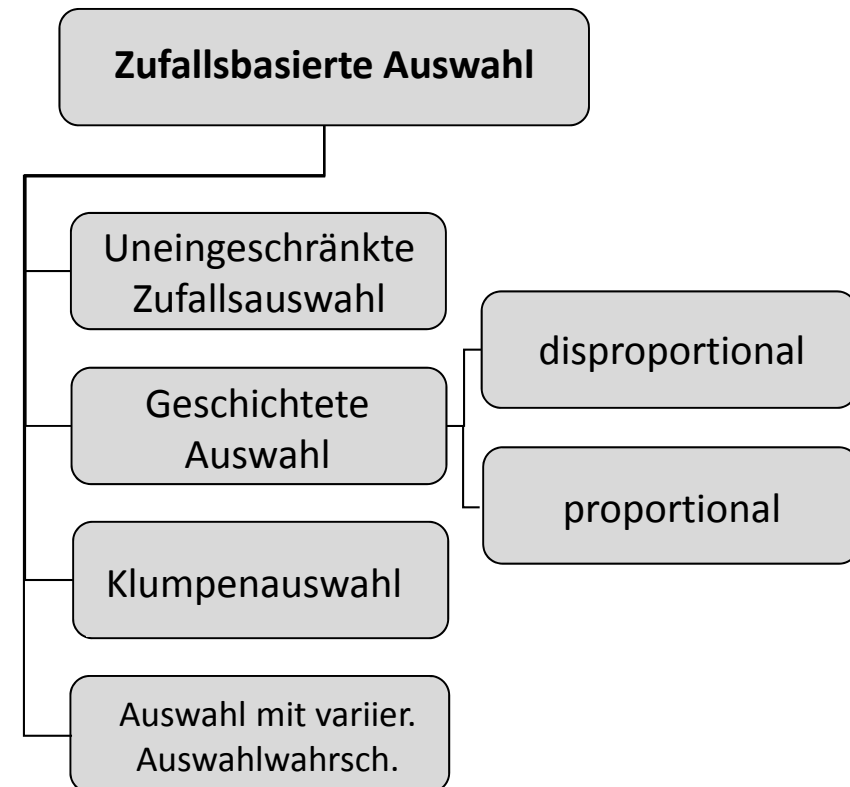 Zufallsbasierte Auswahl
Uneingeschränkte
Zufallsauswahl
Geschichtete
Auswahl
disproportional
proportional
Klumpenauswahl
Auswahl mit variier.
Auswahlwahrsch.